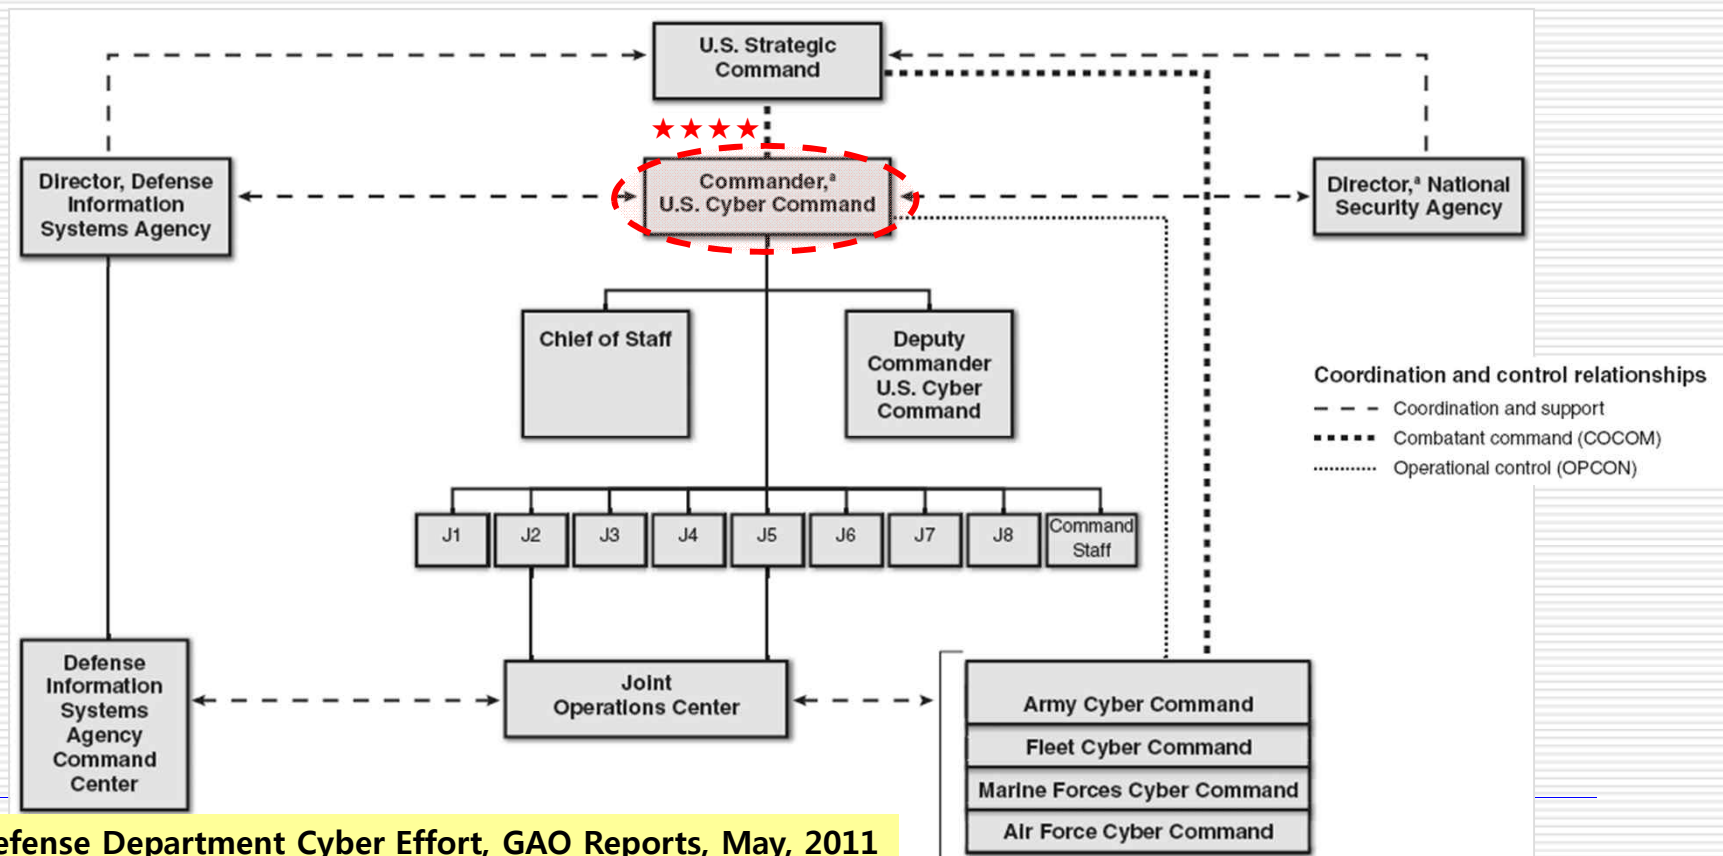 U.S. Strategic
Command
Director, Defense
Information
Systems Agency
Commander,ª
U.S. Cyber Command
Director,ª National
Security Agency
Chief of Staff
Deputy
Commander
U.S. Cyber
Command
Coordination and control relationships
Coordination and support
Combatant command (COCOM)
Operational control (OPCON)
J1
J2
J3
J4
J5
J6
J7
J8
Command
Staff
Defense
Information
Systems
Agency
Command
Center
Joint
Operations Center
Army Cyber Command
Fleet Cyber Command
Marine Forces Cyber Command
Air Force Cyber Command
efense Department Cyber Effort, GAO Reports, May, 2011